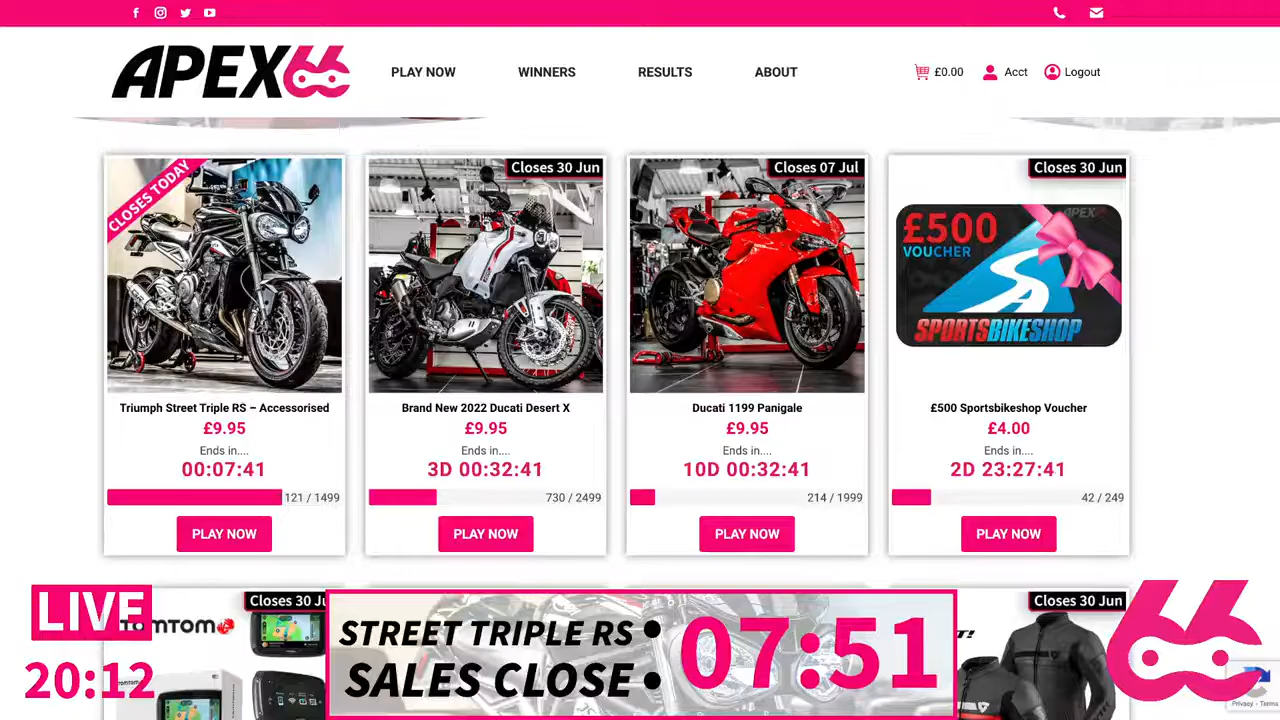 APEX66
PLAY NOW
WINNERS
RESULTS
ABOUT
£0.00
Acct
Logout
CLOSES TODAY
Triumph Street Triple RS – Accessorised
£9.95
Ends in....
00:07:41
121 / 1499
PLAY NOW
Closes 30 Jun
Brand New 2022 Ducati Desert X
£9.95
Ends in....
3D 00:32:41
730 / 2499
PLAY NOW
Closes 07 Jul
Ducati 1199 Panigale
£9.95
Ends in....
10D 00:32:41
214 / 1999
PLAY NOW
Closes 30 Jun
APEX
£500
VOUCHER
SPORTSBIKESHOP
£500 Sportsbikeshop Voucher
£4.00
Ends in....
2D 23:27:41
42 / 249
PLAY NOW
LIVE
20:12
Closes 30 Ju
TOMTOM
STREET TRIPLE RS
SALES CLOSE
07:51
Closes 30 Jun
66
Privacy - Terms